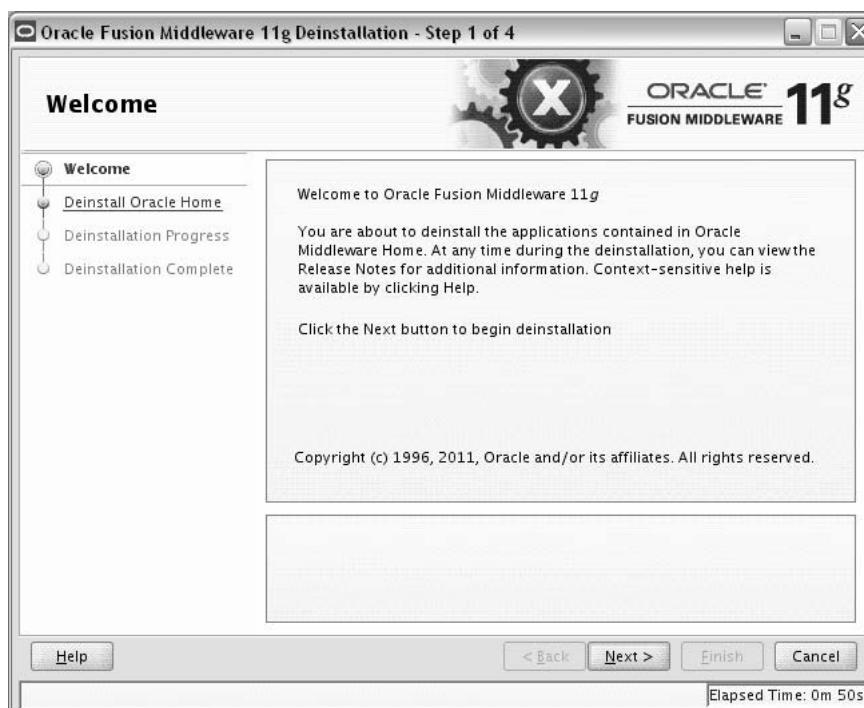 Oracle Fusion Middleware 11g Deinstallation - Step 1 of 4
Welcome
X
ORACLE®
FUSION MIDDLEWARE 11g
Welcome
Deinstall Oracle Home
Deinstallation Progress
Deinstallation Complete
Welcome to Oracle Fusion Middleware 11g
You are about to deinstall the applications contained in Oracle
Middleware Home. At any time during the deinstallation, you can view the
Release Notes for additional information. Context-sensitive help is
available by clicking Help.
Click the Next button to begin deinstallation
Copyright (c) 1996, 2011, Oracle and/or its affiliates. All rights reserved.
Help
< Back
Next >
Finish
Cancel
Elapsed Time: 0m 50s